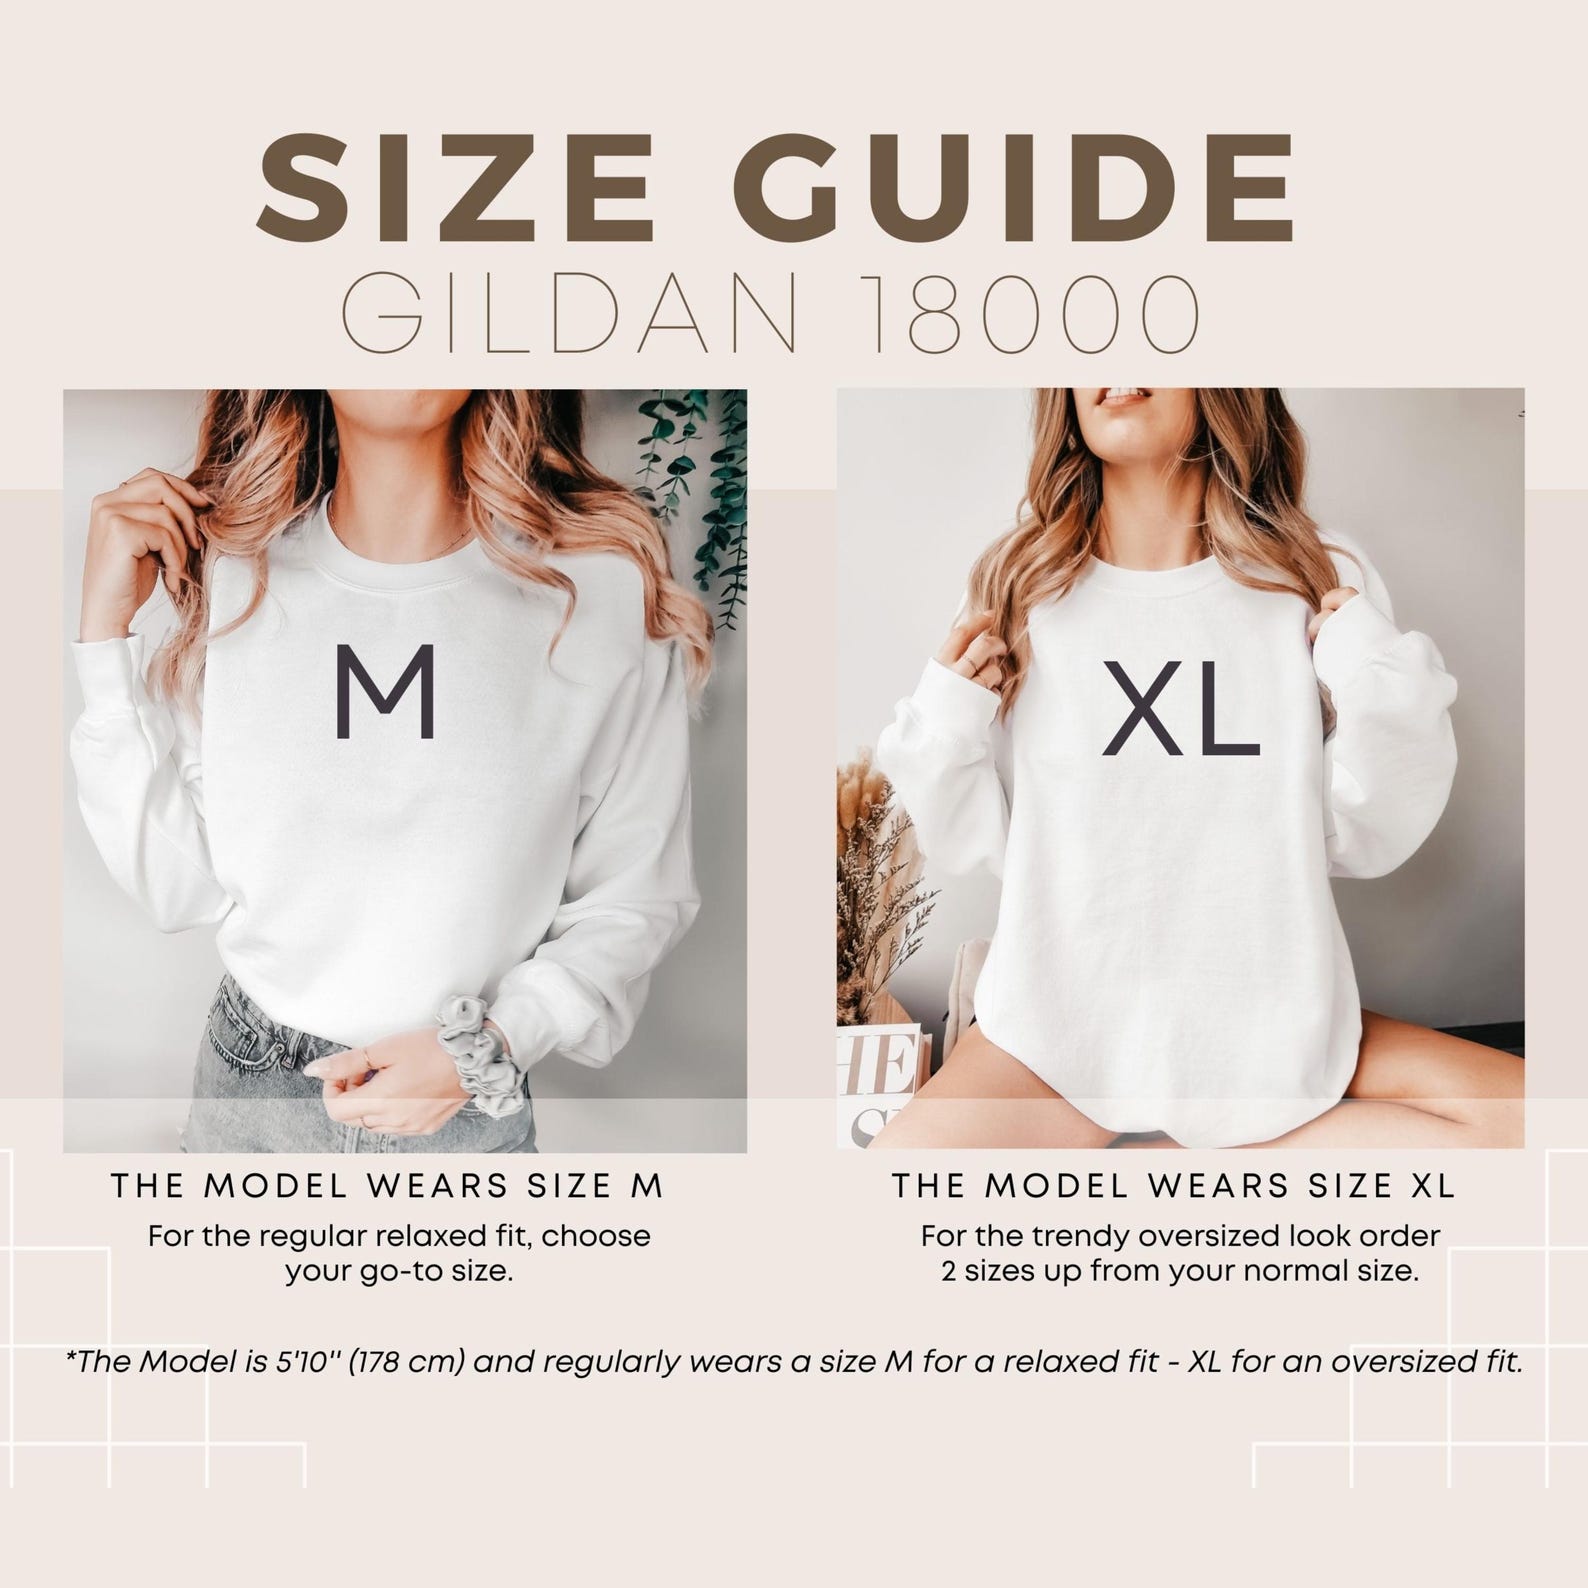 SIZE GUIDE
GILDAN 18000
M
XL
HE
THE MODEL WEARS SIZE M
For the regular relaxed fit, choose
your go-to size.
THE MODEL WEARS SIZE XL
For the trendy oversized look order
2 sizes up from your normal size.
*The Model is 5'10" (178 cm) and regularly wears a size M for a relaxed fit - XL for an oversized fit.